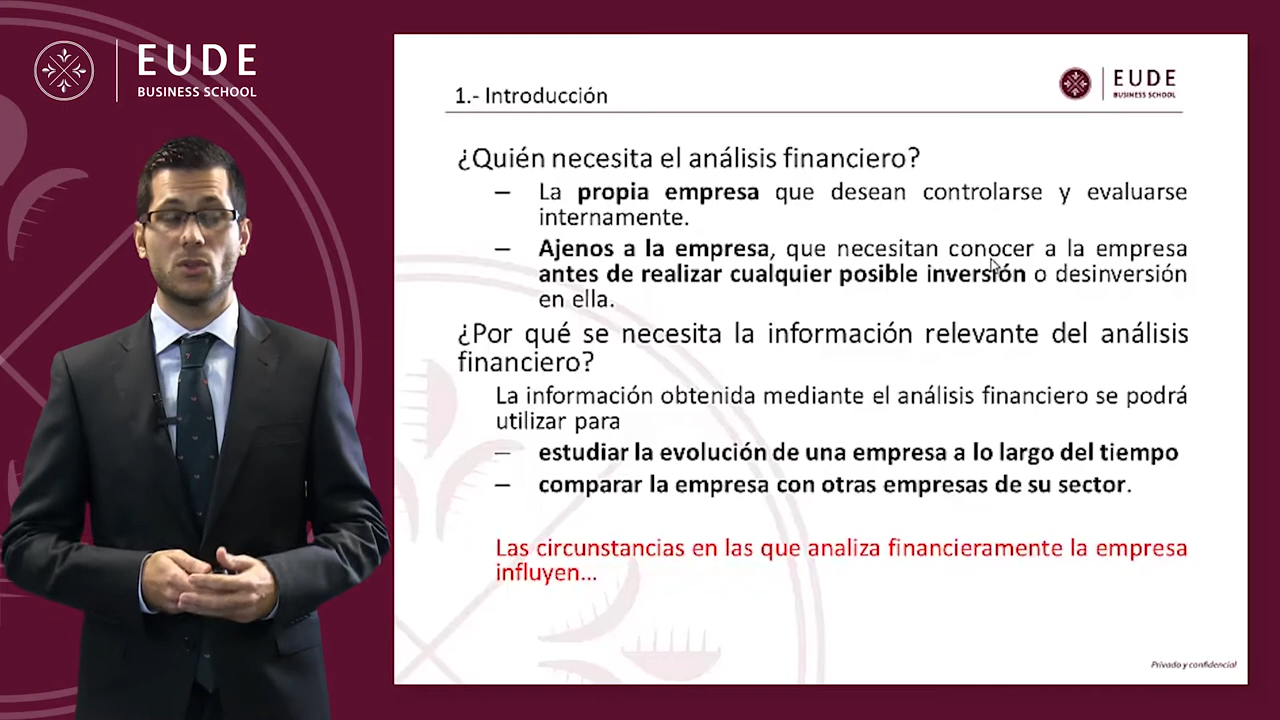 EUDE
BUSINESS SCHOOL
1.- Introducción
EUDE
BUSINESS SCHOOL
¿Quién necesita el análisis financiero?
– La propia empresa que desean controlarse y evaluarse
internamente.
– Ajenos a la empresa, que necesitan conocer a la empresa
antes de realizar cualquier posible inversión o desinversión
en ella.
¿Por qué se necesita la información relevante del análisis
financiero?
La información obtenida mediante el análisis financiero se podrá
utilizar para
– estudiar la evolución de una empresa a lo largo del tiempo
– comparar la empresa con otras empresas de su sector.
Las circunstancias en las que analiza financieramente la empresa
influyen...
Privado y confidencial